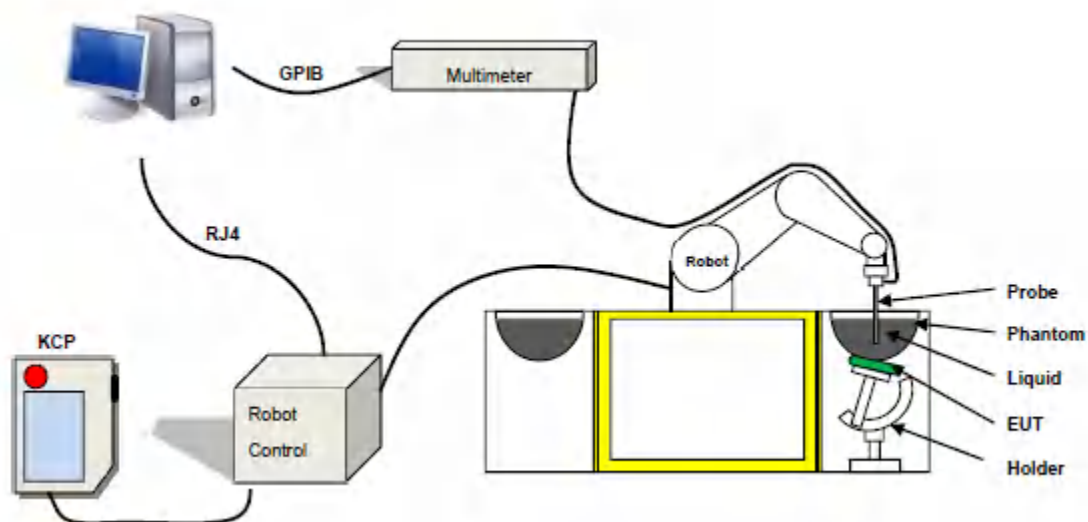 GPIB
Multimeter
RJ4
Robot
Probe
Phantom
KCP
Liquid
Robot
Control
EUT
Holder